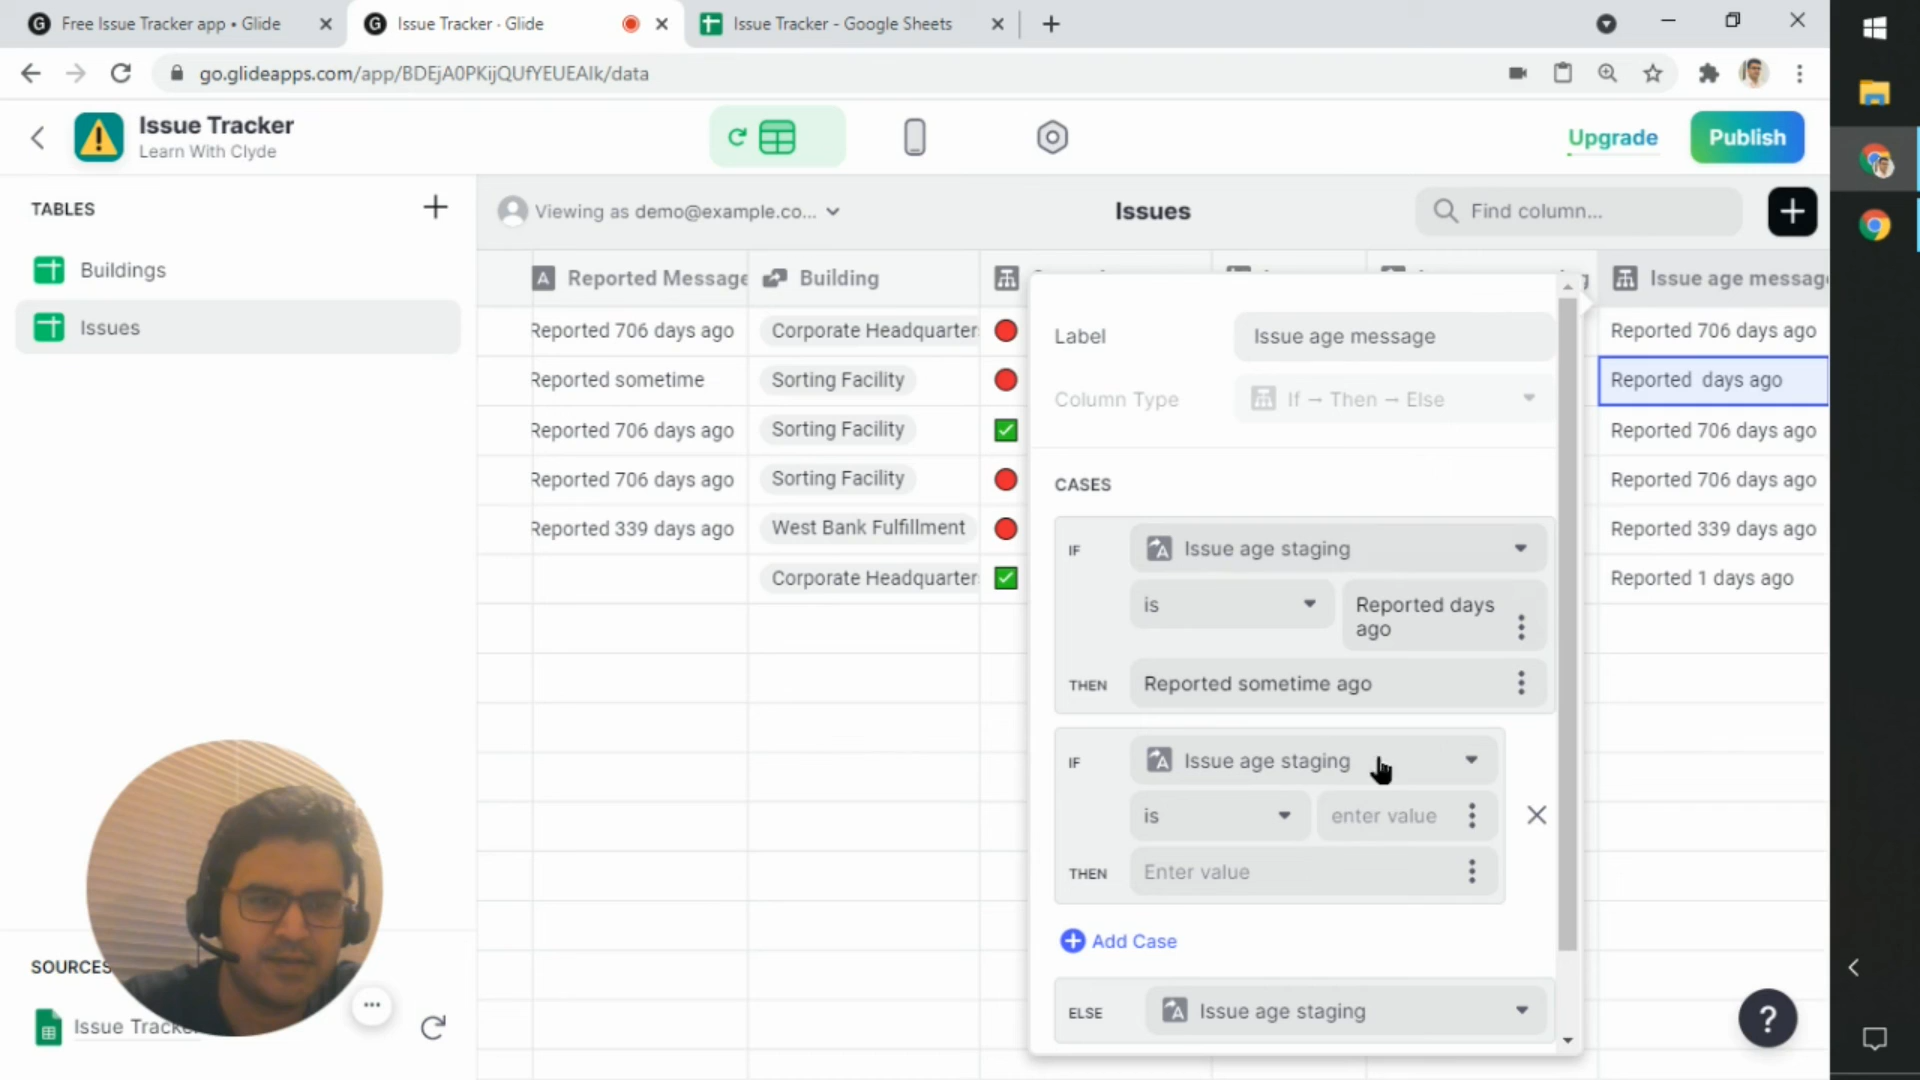 Free Issue Tracker app • Glide
Issue Tracker - Glide
Issue Tracker - Google Sheets
go.glideapps.com/app/BDEjA0PKijQUfYEUEAlk/data
Issue Tracker
Learn With Clyde
Upgrade
Publish
TABLES
Viewing as demo@example.co...
Issues
Find column...
Buildings
Issues
Reported Message
Building
Issue age message
Reported 706 days ago
Corporate Headquarter
Reported 706 days ago
Reported sometime
Sorting Facility
Reported  days ago
Reported 706 days ago
Sorting Facility
Reported 706 days ago
Reported 706 days ago
Sorting Facility
Reported 706 days ago
Reported 339 days ago
West Bank Fulfillment
Reported 339 days ago
Corporate Headquarter
Reported 1 days ago
Label
Issue age message
Column Type
If → Then → Else
CASES
IF
Issue age staging
is
Reported days
ago
THEN
Reported sometime ago
IF
Issue age staging
is
enter value
THEN
Enter value
Add Case
ELSE
Issue age staging
SOURCES
Issue Tracke
?